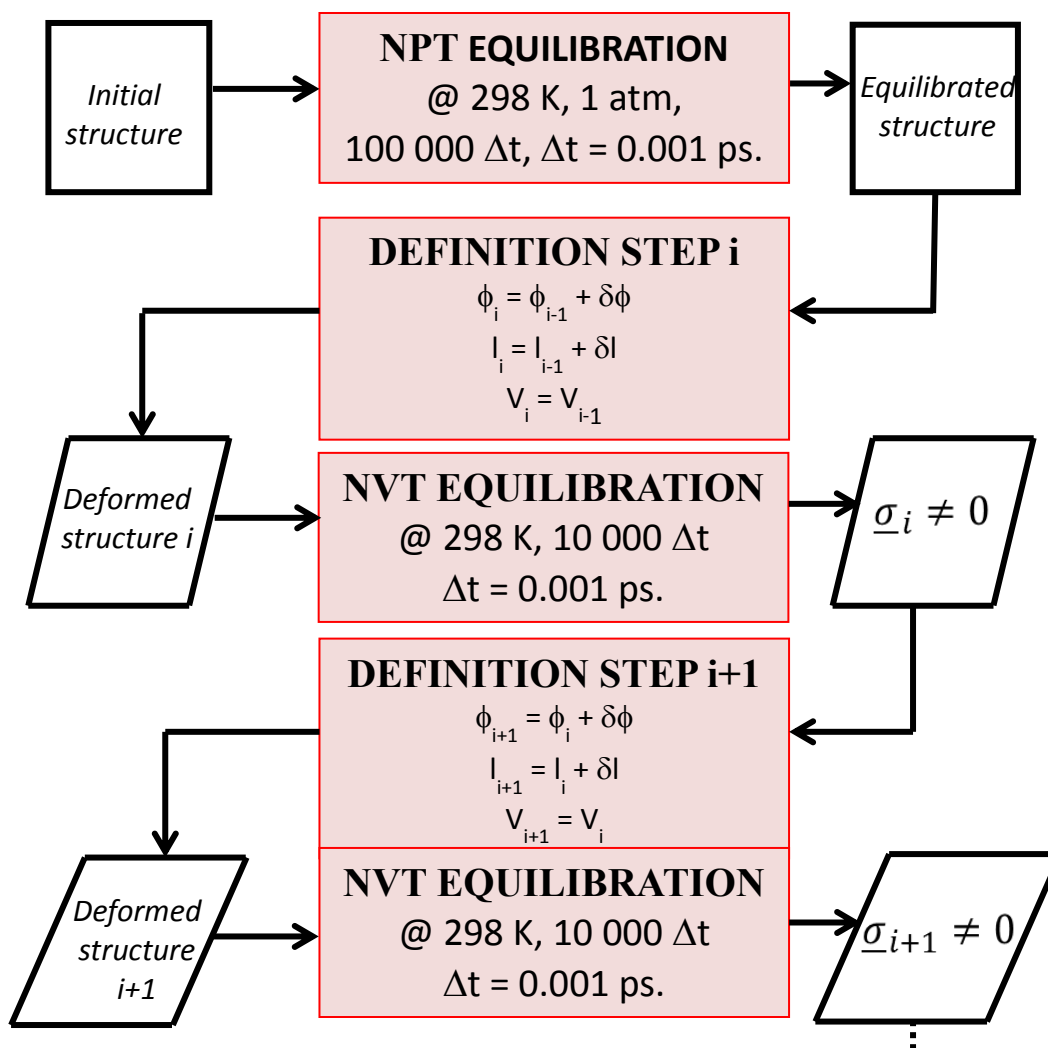 Initial
structure
NPT EQUILIBRATION
@ 298 K, 1 atm,
100 000 Δt, Δt = 0.001 ps.
Equilibrated
structure
DEFINITION STEP i
ϕᵢ = ϕᵢ₋₁ + δϕ
lᵢ = lᵢ₋₁ + δl
Vᵢ = Vᵢ₋₁
Deformed
structure i
NVT EQUILIBRATION
@ 298 K, 10 000 Δt
Δt = 0.001 ps.
σ̲ᵢ ≠ 0
DEFINITION STEP i+1
ϕᵢ₊₁ = ϕᵢ + δϕ
lᵢ₊₁ = lᵢ + δl
Vᵢ₊₁ = Vᵢ
Deformed
structure
i+1
NVT EQUILIBRATION
@ 298 K, 10 000 Δt
Δt = 0.001 ps.
σ̲ᵢ₊₁ ≠ 0